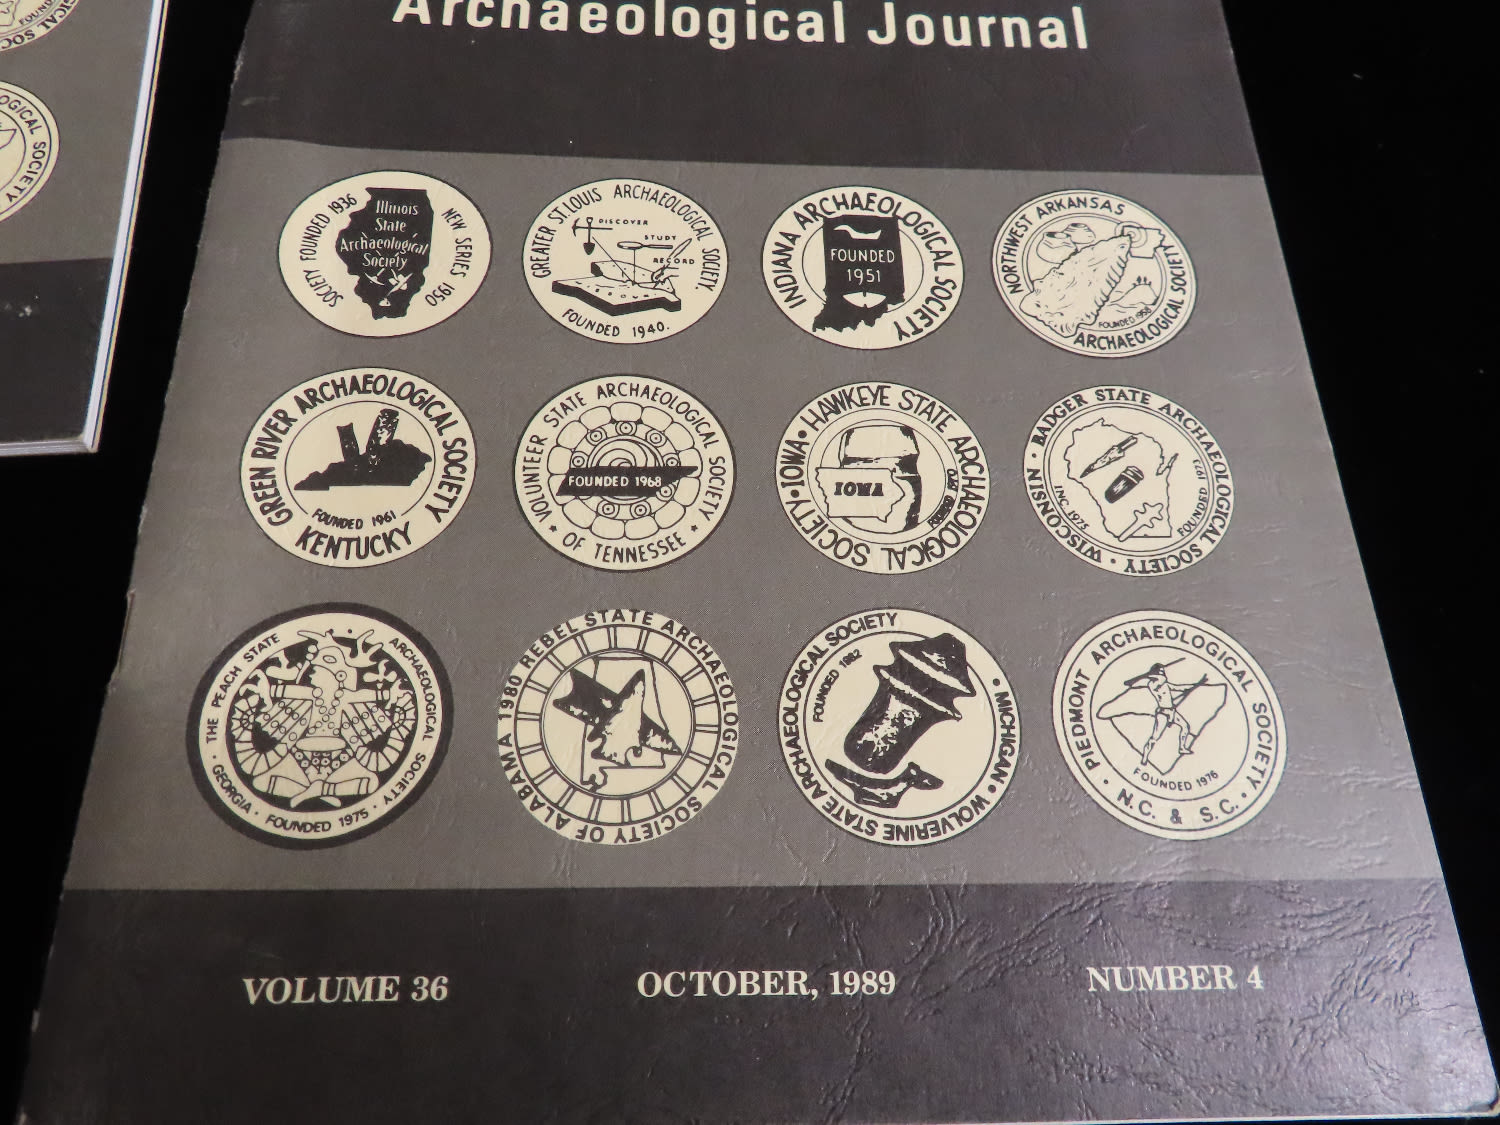 Archaeological Journal
SOCIETY FOUNDED 1936
NEW SERIES 1950
Illinois
State
Archaeological
Society
GREATER ST. LOUIS ARCHAEOLOGICAL SOCIETY.
DISCOVER
STUDY
RECORD
FOUNDED 1940.
INDIANA ARCHAEOLOGICAL SOCIETY
FOUNDED
1951
NORTHWEST ARKANSAS
ARCHAEOLOGICAL SOCIETY
GREEN RIVER ARCHAEOLOGICAL SOCIETY
FOUNDED 1961
KENTUCKY
VOLUNTEER STATE ARCHAEOLOGICAL SOCIETY
FOUNDED 1968
OF TENNESSEE
IOWA • HAWKEYE STATE ARCHAEOLOGICAL SOCIETY •
IOWA
FOUNDED 1970
WISCONSIN • BADGER STATE ARCHAEOLOGICAL SOCIETY •
INC. 1975
THE PEACH STATE ARCHAEOLOGICAL SOCIETY •
GEORGIA • FOUNDED 1975 •
1980 REBEL STATE ARCHAEOLOGICAL SOCIETY OF ALABAMA
• MICHIGAN • WOLVERINE STATE ARCHAEOLOGICAL SOCIETY
FOUNDED 1982
• PIEDMONT ARCHAEOLOGICAL SOCIETY •
FOUNDED 1976
N.C. & S.C.
VOLUME 36
OCTOBER, 1989
NUMBER 4
OGICAL SOCIETY